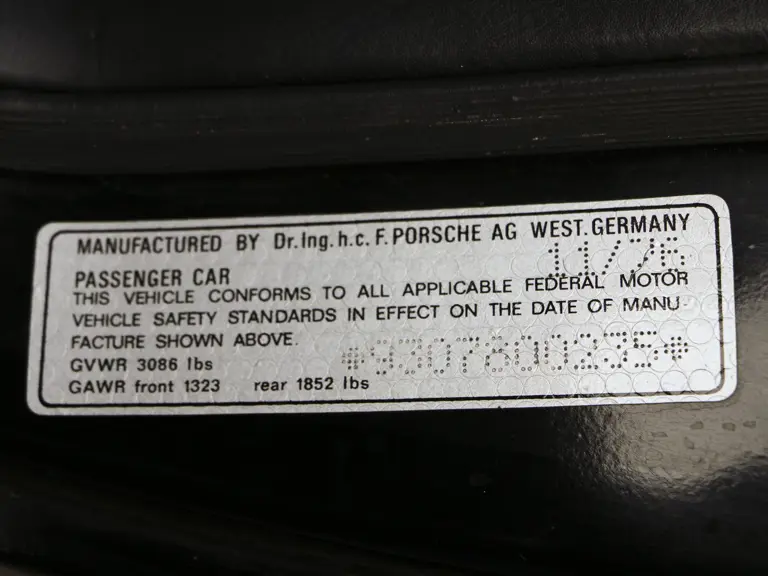 MANUFACTURED BY Dr.Ing.h.c.F.PORSCHE AG WEST.GERMANY
11/76
PASSENGER CAR
THIS VEHICLE CONFORMS TO ALL APPLICABLE FEDERAL MOTOR
VEHICLE SAFETY STANDARDS IN EFFECT ON THE DATE OF MANU
FACTURE SHOWN ABOVE.
*9307800235*
GVWR 3086 lbs
GAWR front 1323 rear 1852 lbs